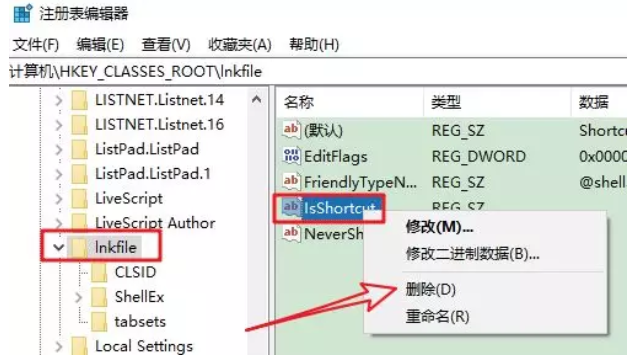 注册表编辑器
文件(F) 编辑(E) 查看(V) 收藏夹(A) 帮助(H)
计算机\HKEY_CLASSES_ROOT\lnkfile
LISTNET.Listnet.14
LISTNET.Listnet.16
ListPad.ListPad
ListPad.ListPad.1
LiveScript
LiveScript Author
lnkfile
CLSID
ShellEx
tabsets
Local Settings
名称 类型 数据
(默认) REG_SZ Shortcu
EditFlags REG_DWORD 0x0000
FriendlyTypeN... REG_SZ @shell
IsShortcut REG_SZ
NeverSh
修改(M)...
修改二进制数据(B)...
删除(D)
重命名(R)